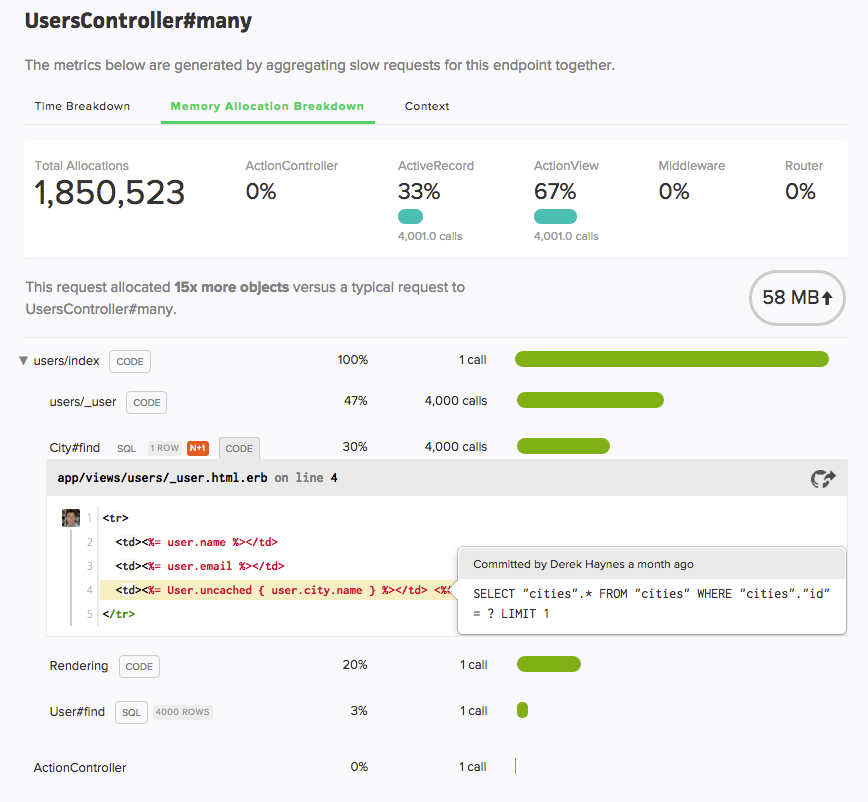 UsersController#many
The metrics below are generated by aggregating slow requests for this endpoint together.
Time Breakdown Memory Allocation Breakdown Context
Total Allocations ActionController ActiveRecord ActionView Middleware Router
1,850,523 0% 33% 67% 0% 0%
4,001.0 calls 4,001.0 calls
This request allocated 15x more objects versus a typical request to
UsersController#many.
58 MB
users/index CODE 100% 1 call
users/_user CODE 47% 4,000 calls
City#find SQL 1 ROW N+1 CODE 30% 4,000 calls
app/views/users/_user.html.erb on line 4
1 <tr>
2 <td><%= user.name %></td>
3 <td><%= user.email %></td>
4 <td><%= User.uncached { user.city.name } %></td> <%
5 </tr>
Committed by Derek Haynes a month ago
SELECT "cities".* FROM "cities" WHERE "cities"."id"
= ? LIMIT 1
Rendering CODE 20% 1 call
User#find SQL 4000 ROWS 3% 1 call
ActionController 0% 1 call